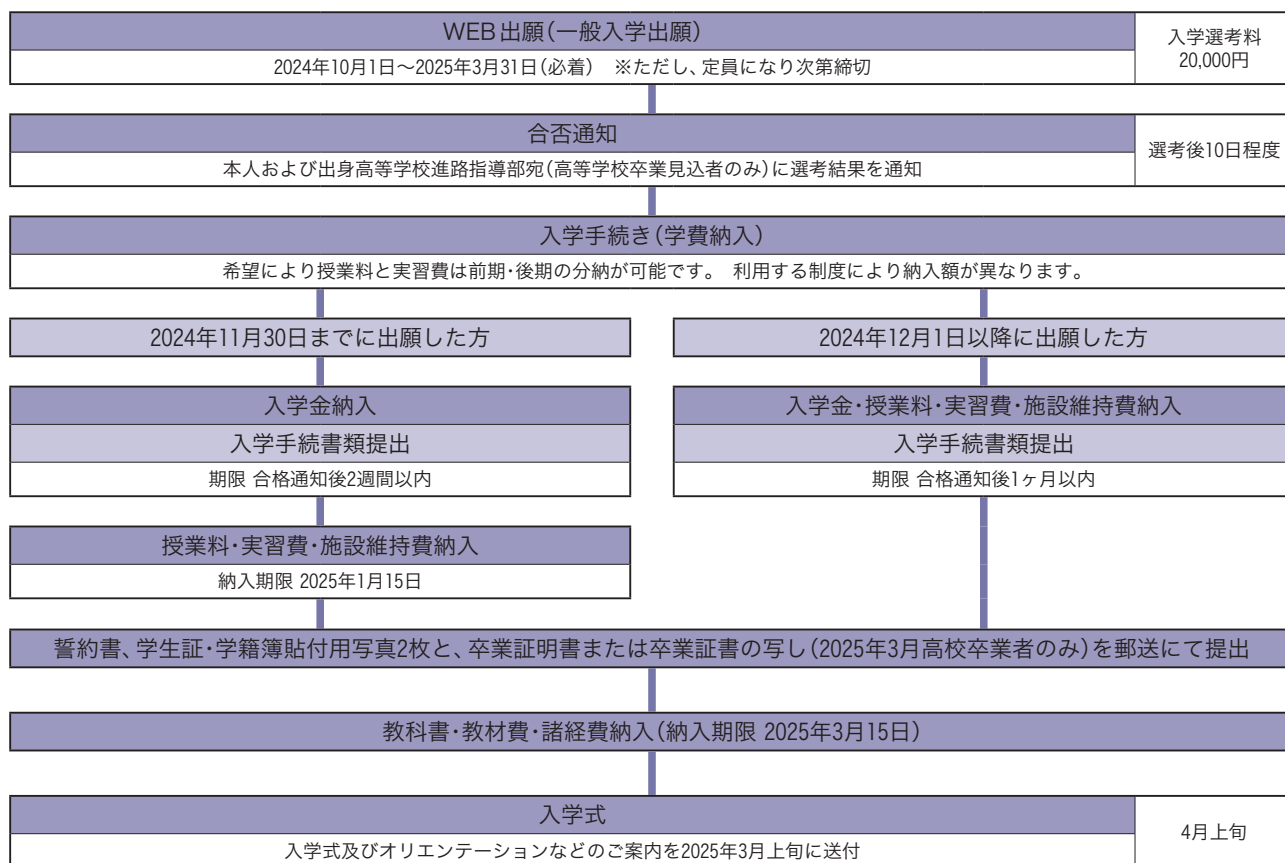 WEB出願(一般入学出願)
2024年10月1日～2025年3月31日(必着) ※ただし、定員になり次第締切
入学選考料
20,000円
合否通知
本人および出身高等学校進路指導部宛(高等学校卒業見込者のみ)に選考結果を通知
選考後10日程度
入学手続き(学費納入)
希望により授業料と実習費は前期・後期の分納が可能です。 利用する制度により納入額が異なります。
2024年11月30日までに出願した方
入学金納入
入学手続書類提出
期限 合格通知後2週間以内
授業料・実習費・施設維持費納入
納入期限 2025年1月15日
2024年12月1日以降に出願した方
入学金・授業料・実習費・施設維持費納入
入学手続書類提出
期限 合格通知後1ヶ月以内
誓約書、学生証・学籍簿貼付用写真2枚と、卒業証明書または卒業証書の写し(2025年3月高校卒業者のみ)を郵送にて提出
教科書・教材費・諸経費納入(納入期限 2025年3月15日)
入学式
入学式及びオリエンテーションなどのご案内を2025年3月上旬に送付
4月上旬